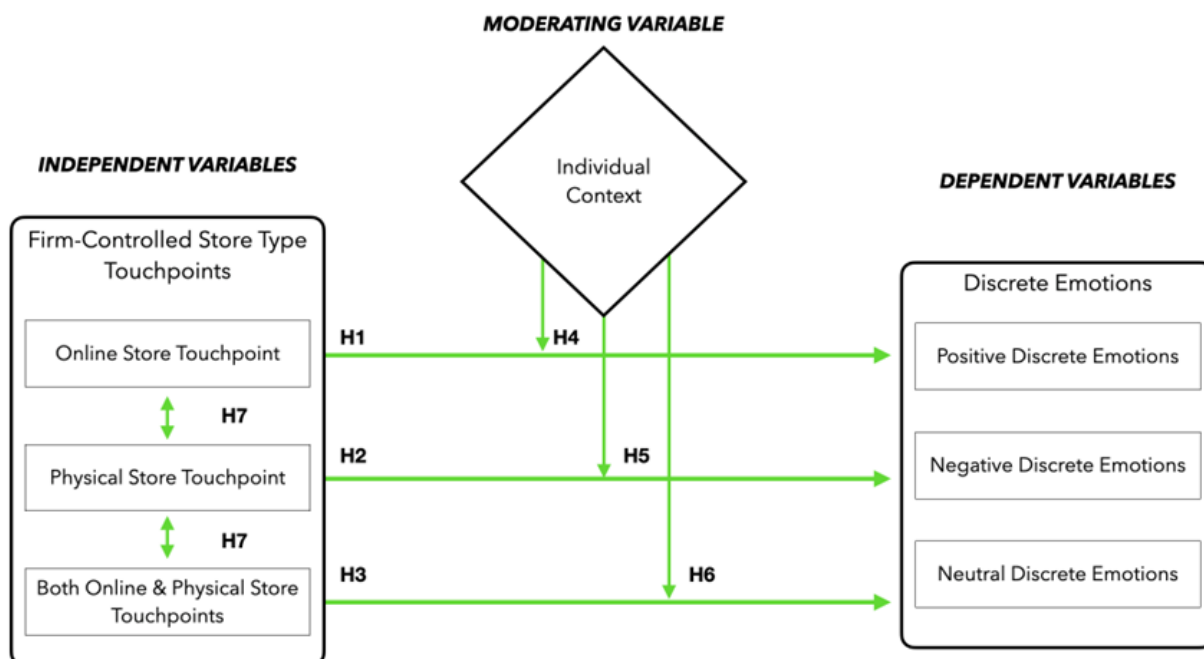 MODERATING VARIABLE
INDEPENDENT VARIABLES
Individual
Context
DEPENDENT VARIABLES
Firm-Controlled Store Type
Touchpoints
Discrete Emotions
Online Store Touchpoint
H1
H4
Positive Discrete Emotions
H7
Physical Store Touchpoint
H2
H5
Negative Discrete Emotions
H7
Both Online & Physical Store
Touchpoints
H3
H6
Neutral Discrete Emotions